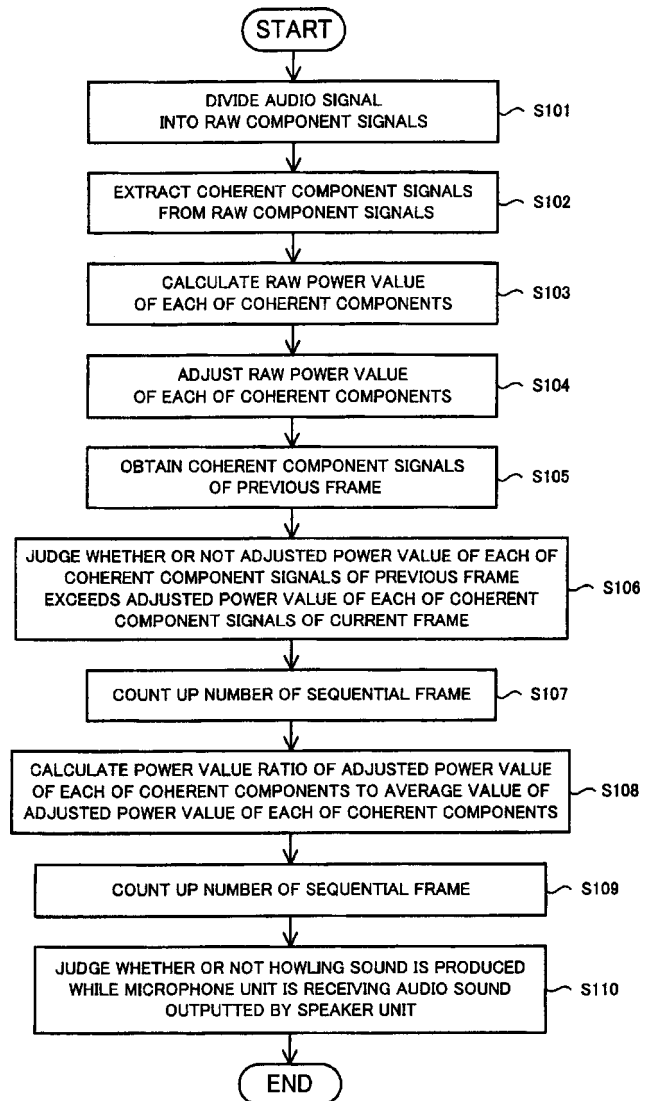 START
DIVIDE AUDIO SIGNAL
INTO RAW COMPONENT SIGNALS
S101
EXTRACT COHERENT COMPONENT SIGNALS
FROM RAW COMPONENT SIGNALS
S102
CALCULATE RAW POWER VALUE
OF EACH OF COHERENT COMPONENTS
S103
ADJUST RAW POWER VALUE
OF EACH OF COHERENT COMPONENTS
S104
OBTAIN COHERENT COMPONENT SIGNALS
OF PREVIOUS FRAME
S105
JUDGE WHETHER OR NOT ADJUSTED POWER VALUE OF EACH OF
COHERENT COMPONENT SIGNALS OF PREVIOUS FRAME
EXCEEDS ADJUSTED POWER VALUE OF EACH OF COHERENT
COMPONENT SIGNALS OF CURRENT FRAME
S106
COUNT UP NUMBER OF SEQUENTIAL FRAME
S107
CALCULATE POWER VALUE RATIO OF ADJUSTED POWER VALUE
OF EACH OF COHERENT COMPONENTS TO AVERAGE VALUE OF
ADJUSTED POWER VALUE OF EACH OF COHERENT COMPONENTS
S108
COUNT UP NUMBER OF SEQUENTIAL FRAME
S109
JUDGE WHETHER OR NOT HOWLING SOUND IS PRODUCED
WHILE MICROPHONE UNIT IS RECEIVING AUDIO SOUND
OUTPUTTED BY SPEAKER UNIT
S110
END